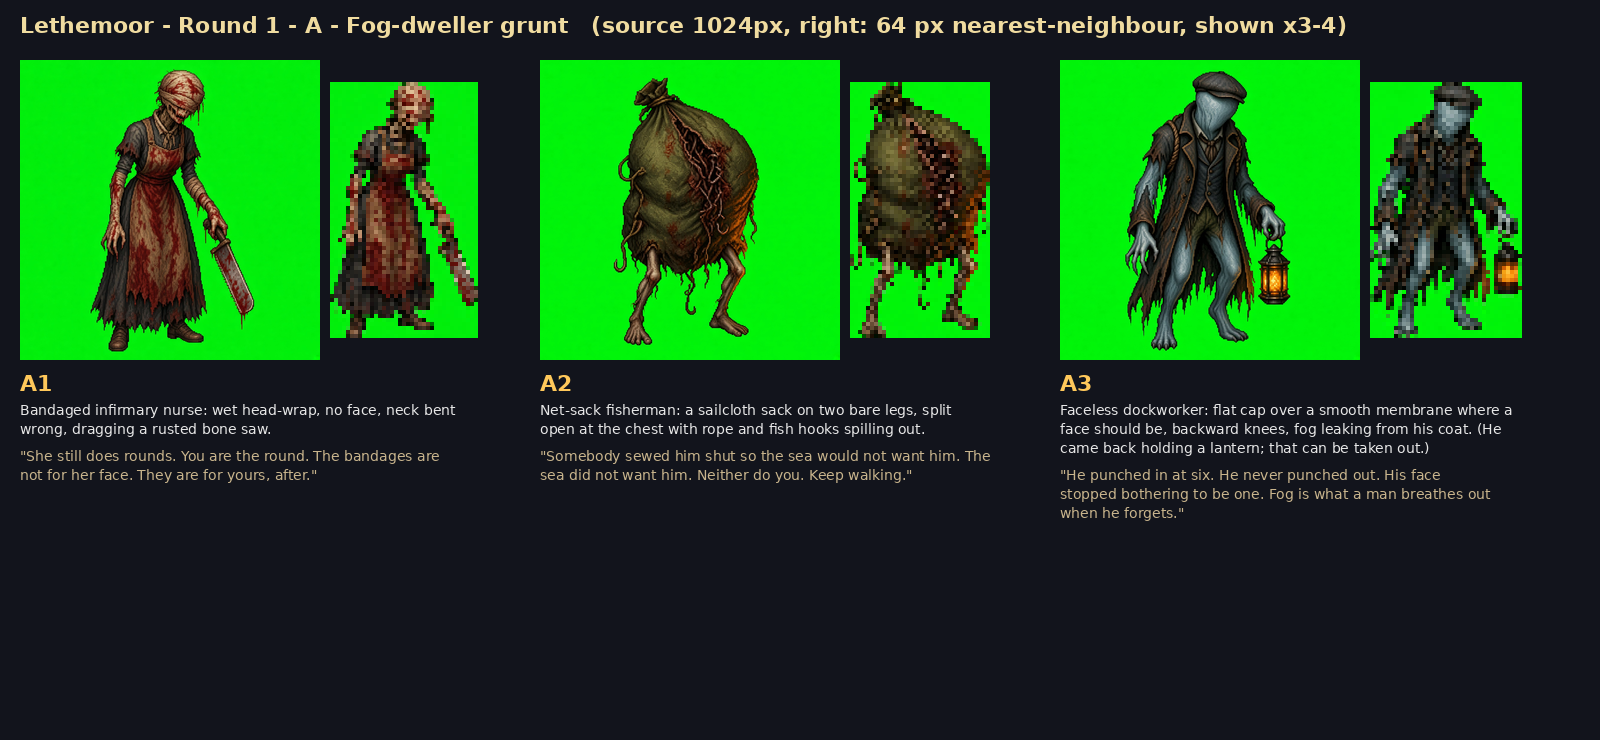 Lethemoor - Round 1 - A - Fog-dweller grunt (source 1024px, right: 64 px nearest-neighbour, shown x3-4)
A1
Bandaged infirmary nurse: wet head-wrap, no face, neck bent
wrong, dragging a rusted bone saw.
"She still does rounds. You are the round. The bandages are
not for her face. They are for yours, after."
A2
Net-sack fisherman: a sailcloth sack on two bare legs, split
open at the chest with rope and fish hooks spilling out.
"Somebody sewed him shut so the sea would not want him. The
sea did not want him. Neither do you. Keep walking."
A3
Faceless dockworker: flat cap over a smooth membrane where a
face should be, backward knees, fog leaking from his coat. (He
came back holding a lantern; that can be taken out.)
"He punched in at six. He never punched out. His face
stopped bothering to be one. Fog is what a man breathes out
when he forgets."